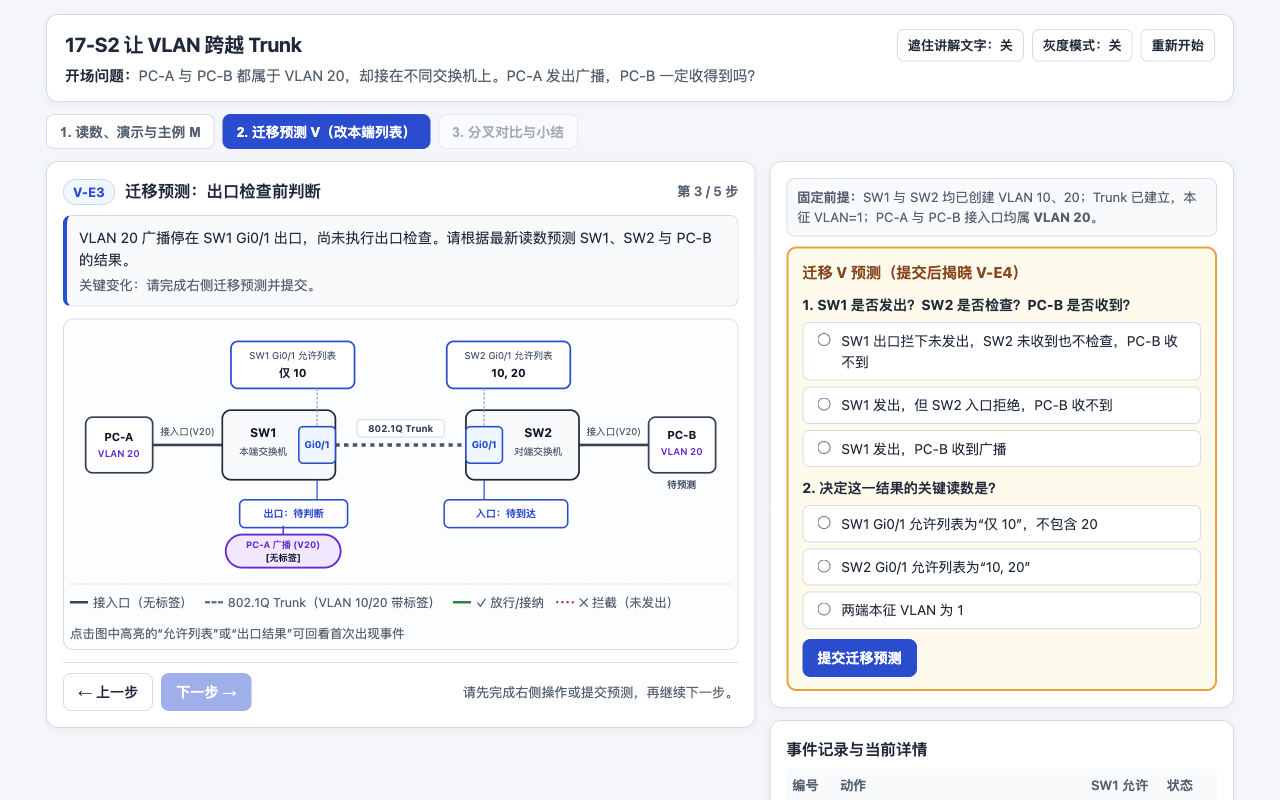 17-S2 让 VLAN 跨越 Trunk
开场问题：PC-A 与 PC-B 都属于 VLAN 20，却接在不同交换机上。PC-A 发出广播，PC-B 一定收得到吗？
遮住讲解文字：关
灰度模式：关
重新开始
1. 读数、演示与主例 M
2. 迁移预测 V（改本端列表）
3. 分叉对比与小结
V-E3
迁移预测：出口检查前判断
第 3 / 5 步
VLAN 20 广播停在 SW1 Gi0/1 出口，尚未执行出口检查。请根据最新读数预测 SW1、SW2 与 PC-B
的结果。
关键变化：请完成右侧迁移预测并提交。
SW1 Gi0/1 允许列表
仅 10
SW2 Gi0/1 允许列表
10, 20
PC-A
VLAN 20
接入口(V20)
SW1
本端交换机
Gi0/1
802.1Q Trunk
Gi0/1
SW2
对端交换机
接入口(V20)
PC-B
VLAN 20
待预测
出口：待判断
入口：待到达
PC-A 广播 (V20)
[无标签]
接入口（无标签）
802.1Q Trunk（VLAN 10/20 带标签）
✓ 放行/接纳
✕ 拦截（未发出）
点击图中高亮的“允许列表”或“出口结果”可回看首次出现事件
← 上一步
下一步 →
请先完成右侧操作或提交预测，再继续下一步。
固定前提：SW1 与 SW2 均已创建 VLAN 10、20；Trunk 已建立，本
征 VLAN=1；PC-A 与 PC-B 接入口均属 VLAN 20。
迁移 V 预测（提交后揭晓 V-E4）
1. SW1 是否发出？SW2 是否检查？PC-B 是否收到？
SW1 出口拦下未发出，SW2 未收到也不检查，PC-B 收
不到
SW1 发出，但 SW2 入口拒绝，PC-B 收不到
SW1 发出，PC-B 收到广播
2. 决定这一结果的关键读数是？
SW1 Gi0/1 允许列表为“仅 10”，不包含 20
SW2 Gi0/1 允许列表为“10, 20”
两端本征 VLAN 为 1
提交迁移预测
事件记录与当前详情
编号 动作 SW1 允许 状态